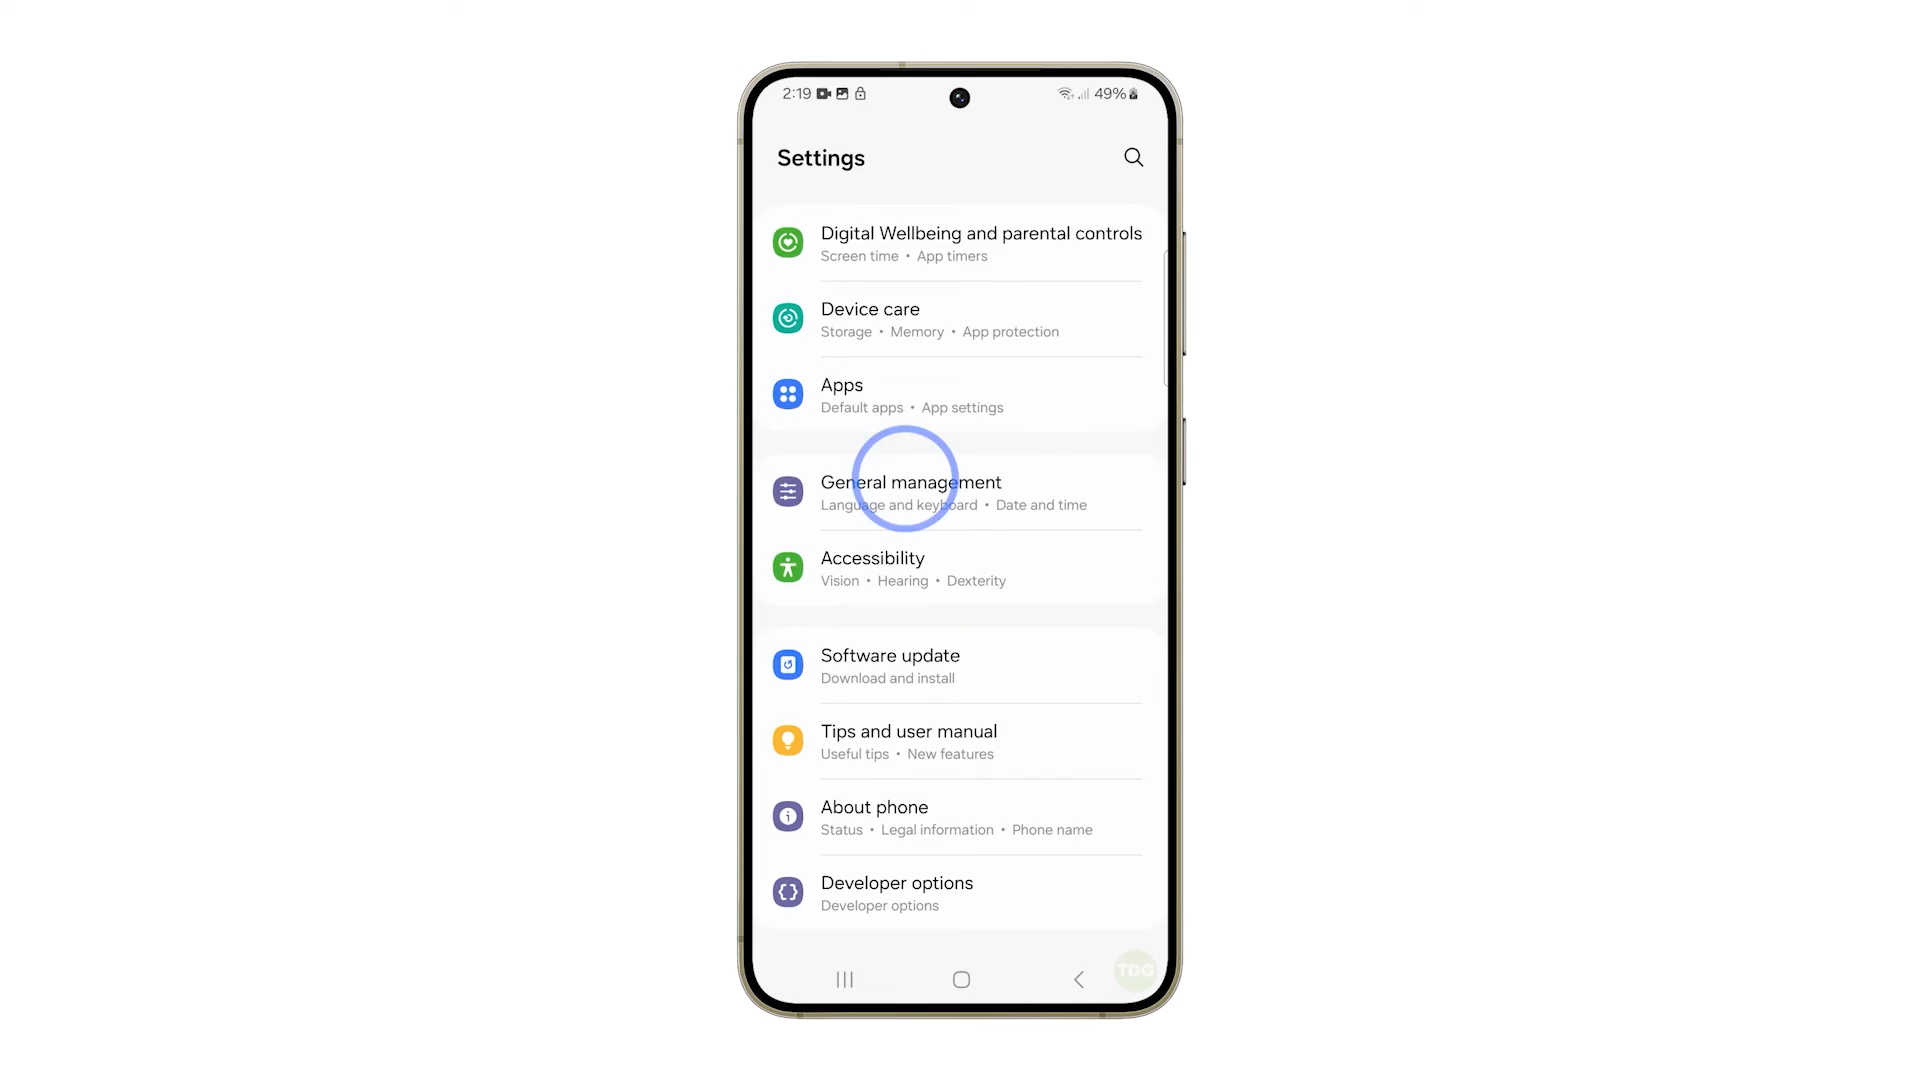 2:19
49%
Settings
Digital Wellbeing and parental controls
Screen time • App timers
Device care
Storage • Memory • App protection
Apps
Default apps • App settings
General management
Language and keyboard • Date and time
Accessibility
Vision • Hearing • Dexterity
Software update
Download and install
Tips and user manual
Useful tips • New features
About phone
Status • Legal information • Phone name
Developer options
Developer options
TDG